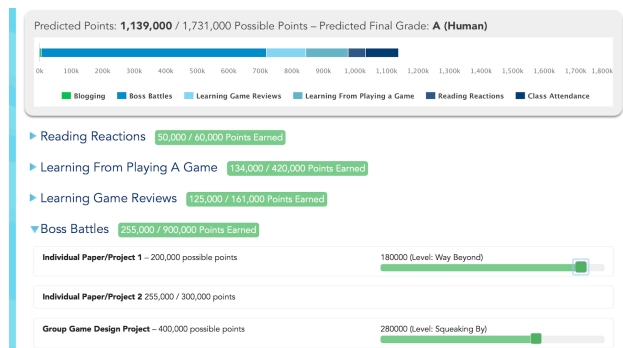 Predicted Points: 1,139,000 / 1,731,000 Possible Points – Predicted Final Grade: A (Human)
0k 100k 200k 300k 400k 500k 600k 700k 800k 900k 1,000k 1,100k 1,200k 1,300k 1,400k 1,500k 1,600k 1,700k 1,800k
Blogging Boss Battles Learning Game Reviews Learning From Playing a Game Reading Reactions Class Attendance
Reading Reactions 50,000 / 60,000 Points Earned
Learning From Playing A Game 134,000 / 420,000 Points Earned
Learning Game Reviews 125,000 / 161,000 Points Earned
Boss Battles 255,000 / 900,000 Points Earned
Individual Paper/Project 1 – 200,000 possible points 180000 (Level: Way Beyond)
Individual Paper/Project 2 255,000 / 300,000 points
Group Game Design Project – 400,000 possible points 280000 (Level: Squeaking By)